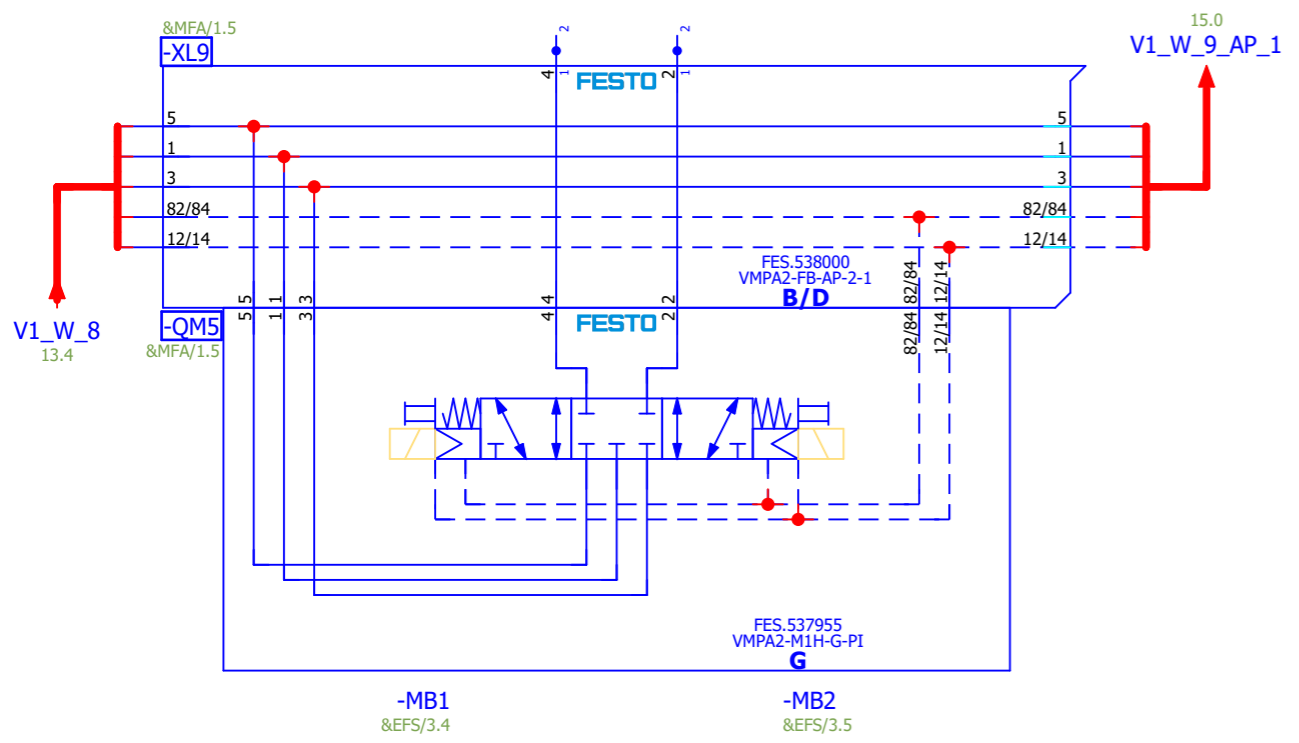 &MFA/1.5
-XL9
2
2
15.0
V1_W_9_AP_1
4
1
FESTO
2
1
5
5
1
1
3
3
82/84
82/84
12/14
12/14
FES.538000
VMPA2-FB-AP-2-1
B/D
5
1
3
4
2
82/84
12/14
V1_W_8
13.4
-QM5
&MFA/1.5
5
1
3
4
FESTO
2
82/84
12/14
FES.537955
VMPA2-M1H-G-PI
G
-MB1
&EFS/3.4
-MB2
&EFS/3.5